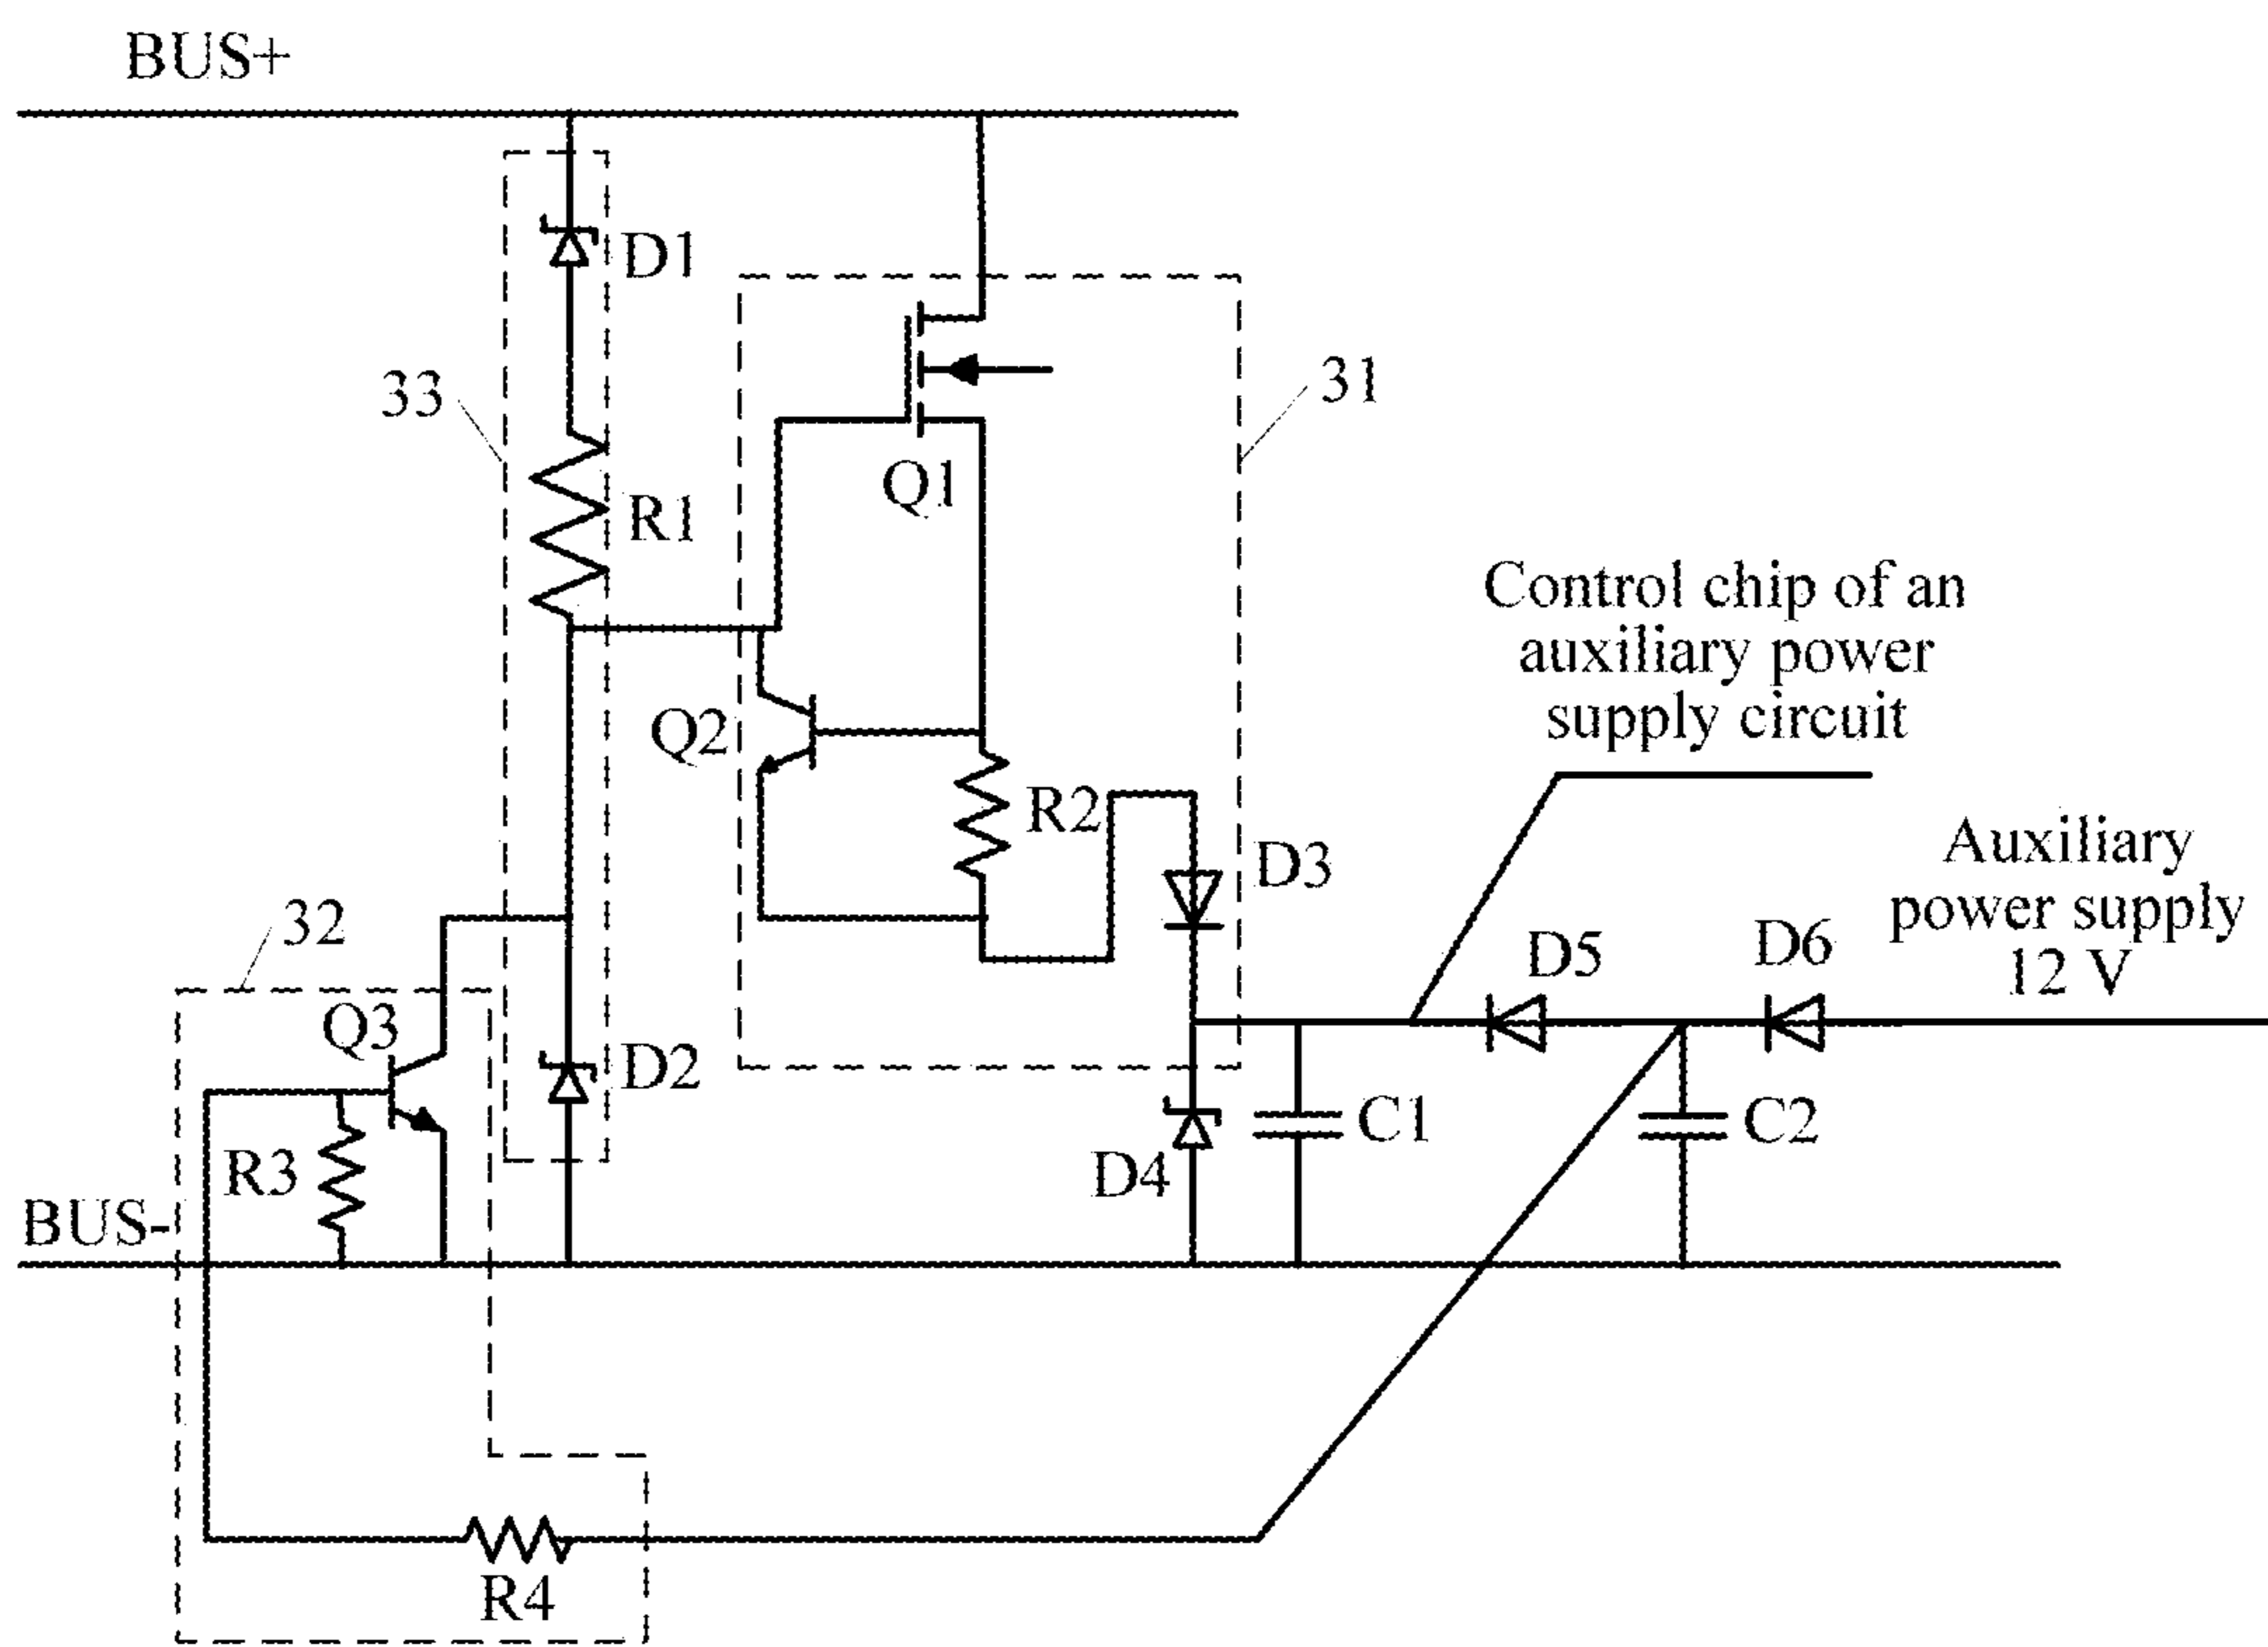 BUS+
D1
33
31
Q1
R1
Control chip of an
auxiliary power
supply circuit
Q2
R2
D3
Auxiliary
power supply
12 V
32
D5
D6
Q3
D2
C1
C2
R3
D4
BUS-
R4